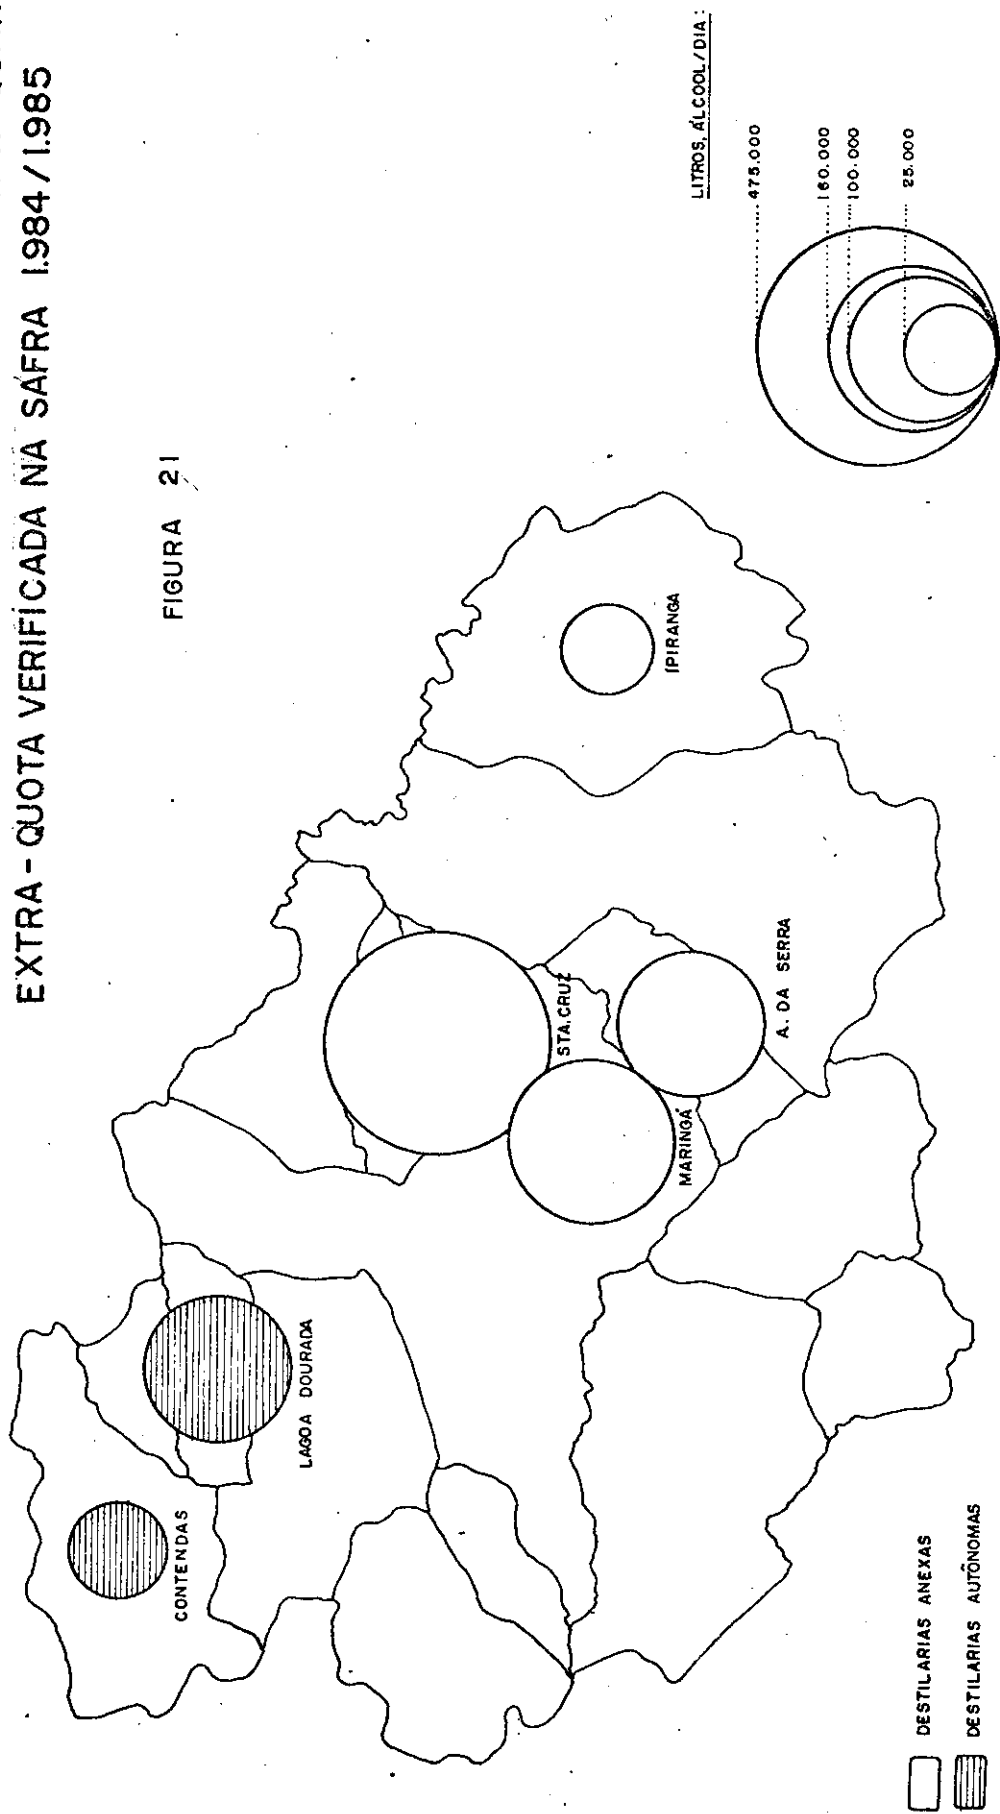 EXTRA - QUOTA VERIFICADA NA SAFRA 1.984 / 1.985
FIGURA 21
CONTENDAS
LAGOA DOURADA
STA. CRUZ
MARINGÁ
A. DA SERRA
IPIRANGA
LITROS, ÁLCOOL / DIA :
475.000
160.000
100.000
25.000
DESTILARIAS ANEXAS
DESTILARIAS AUTÔNOMAS